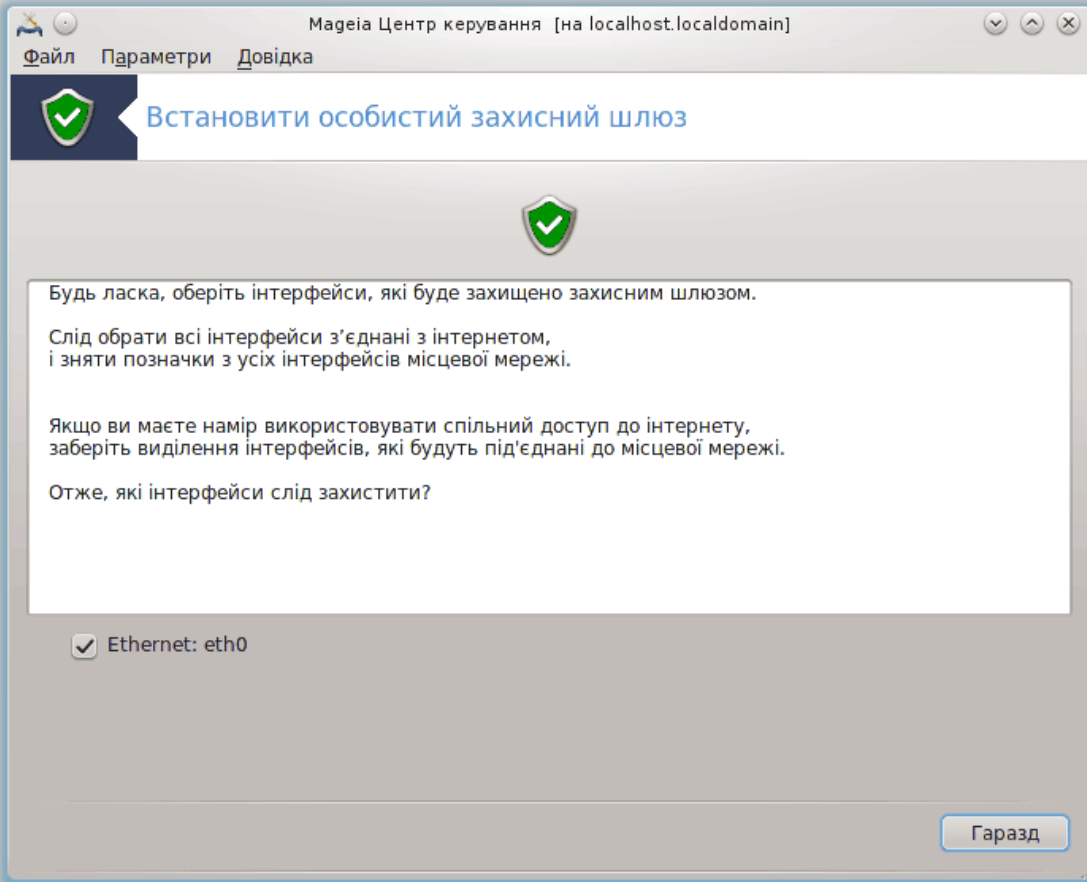 Mageia Центр керування [на localhost.localdomain]
Файл Параметри Довідка
Встановити особистий захисний шлюз
Будь ласка, оберіть інтерфейси, які буде захищено захисним шлюзом.
Слід обрати всі інтерфейси з’єднані з інтернетом,
і зняти позначки з усіх інтерфейсів місцевої мережі.
Якщо ви маєте намір використовувати спільний доступ до інтернету,
заберіть виділення інтерфейсів, які будуть під'єднані до місцевої мережі.
Отже, які інтерфейси слід захистити?
Ethernet: eth0
Гаразд